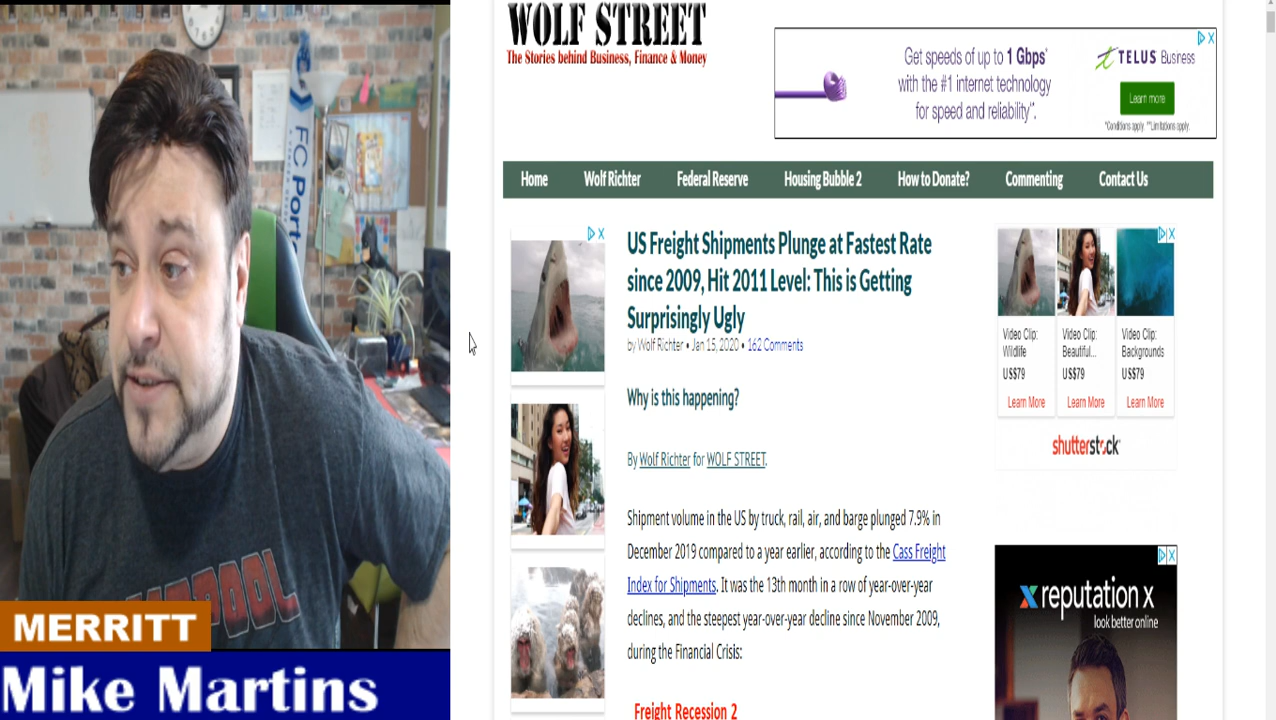 FC Port
DEADPOOL
MERRITT
Mike Martins
WOLF STREET
The Stories behind Business, Finance & Money
Get speeds of up to 1 Gbps*
with the #1 internet technology
for speed and reliability**.
TELUS Business
Learn more
*Conditions apply. **Limitations apply.
Home Wolf Richter Federal Reserve Housing Bubble 2 How to Donate? Commenting Contact Us
US Freight Shipments Plunge at Fastest Rate
since 2009, Hit 2011 Level: This is Getting
Surprisingly Ugly
by Wolf Richter • Jan 15, 2020 • 162 Comments
Why is this happening?
By Wolf Richter for WOLF STREET.
Shipment volume in the US by truck, rail, air, and barge plunged 7.9% in
December 2019 compared to a year earlier, according to the Cass Freight
Index for Shipments. It was the 13th month in a row of year-over-year
declines, and the steepest year-over-year decline since November 2009,
during the Financial Crisis:
Freight Recession 2
Video Clip:
Wildlife
US$79
Learn More
Video Clip:
Beautiful...
US$79
Learn More
Video Clip:
Backgrounds
US$79
Learn More
shutterstock
reputation x
look better online